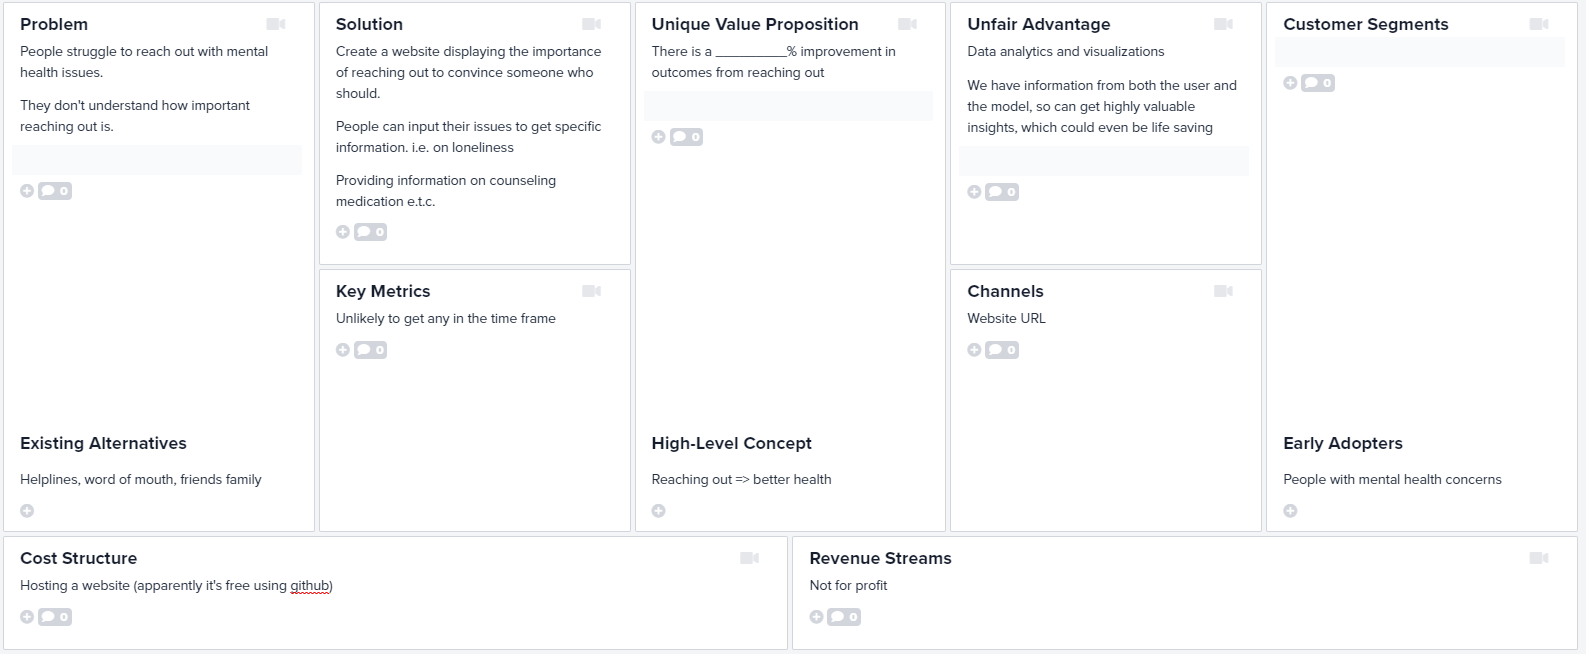 Problem
People struggle to reach out with mental
health issues.
They don't understand how important
reaching out is.
0
Existing Alternatives
Helplines, word of mouth, friends family
Solution
Create a website displaying the importance
of reaching out to convince someone who
should.
People can input their issues to get specific
information. i.e. on loneliness
Providing information on counseling
medication e.t.c.
0
Key Metrics
Unlikely to get any in the time frame
0
Unique Value Proposition
There is a __________% improvement in
outcomes from reaching out
0
High-Level Concept
Reaching out => better health
Unfair Advantage
Data analytics and visualizations
We have information from both the user and
the model, so can get highly valuable
insights, which could even be life saving
0
Channels
Website URL
0
Customer Segments
0
Early Adopters
People with mental health concerns
Cost Structure
Hosting a website (apparently it's free using github)
0
Revenue Streams
Not for profit
0